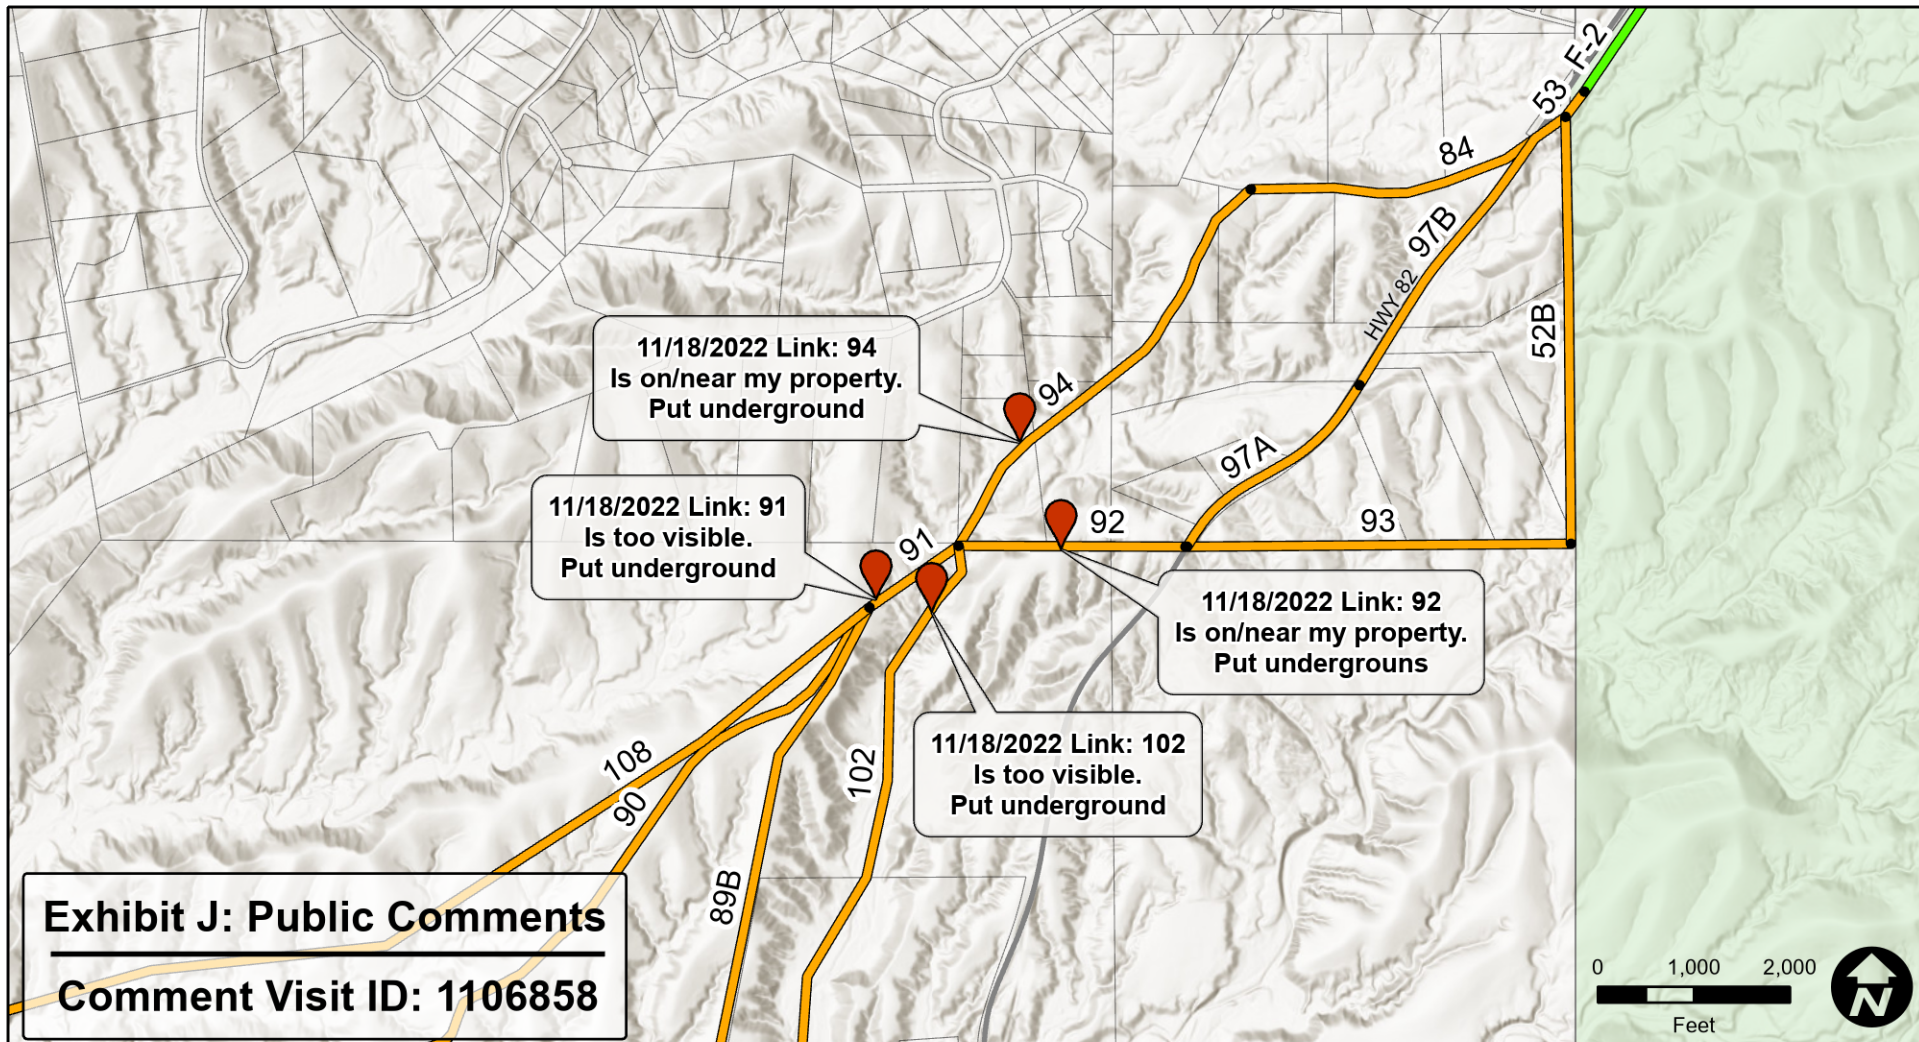 F-2
53
84
97B
HWY 82
52B
11/18/2022 Link: 94
Is on/near my property.
Put underground
94
97A
11/18/2022 Link: 91
Is too visible.
Put underground
91
92
93
11/18/2022 Link: 92
Is on/near my property.
Put undergrouns
11/18/2022 Link: 102
Is too visible.
Put underground
108
102
90
89B
Exhibit J: Public Comments
Comment Visit ID: 1106858
0 1,000 2,000
Feet
N